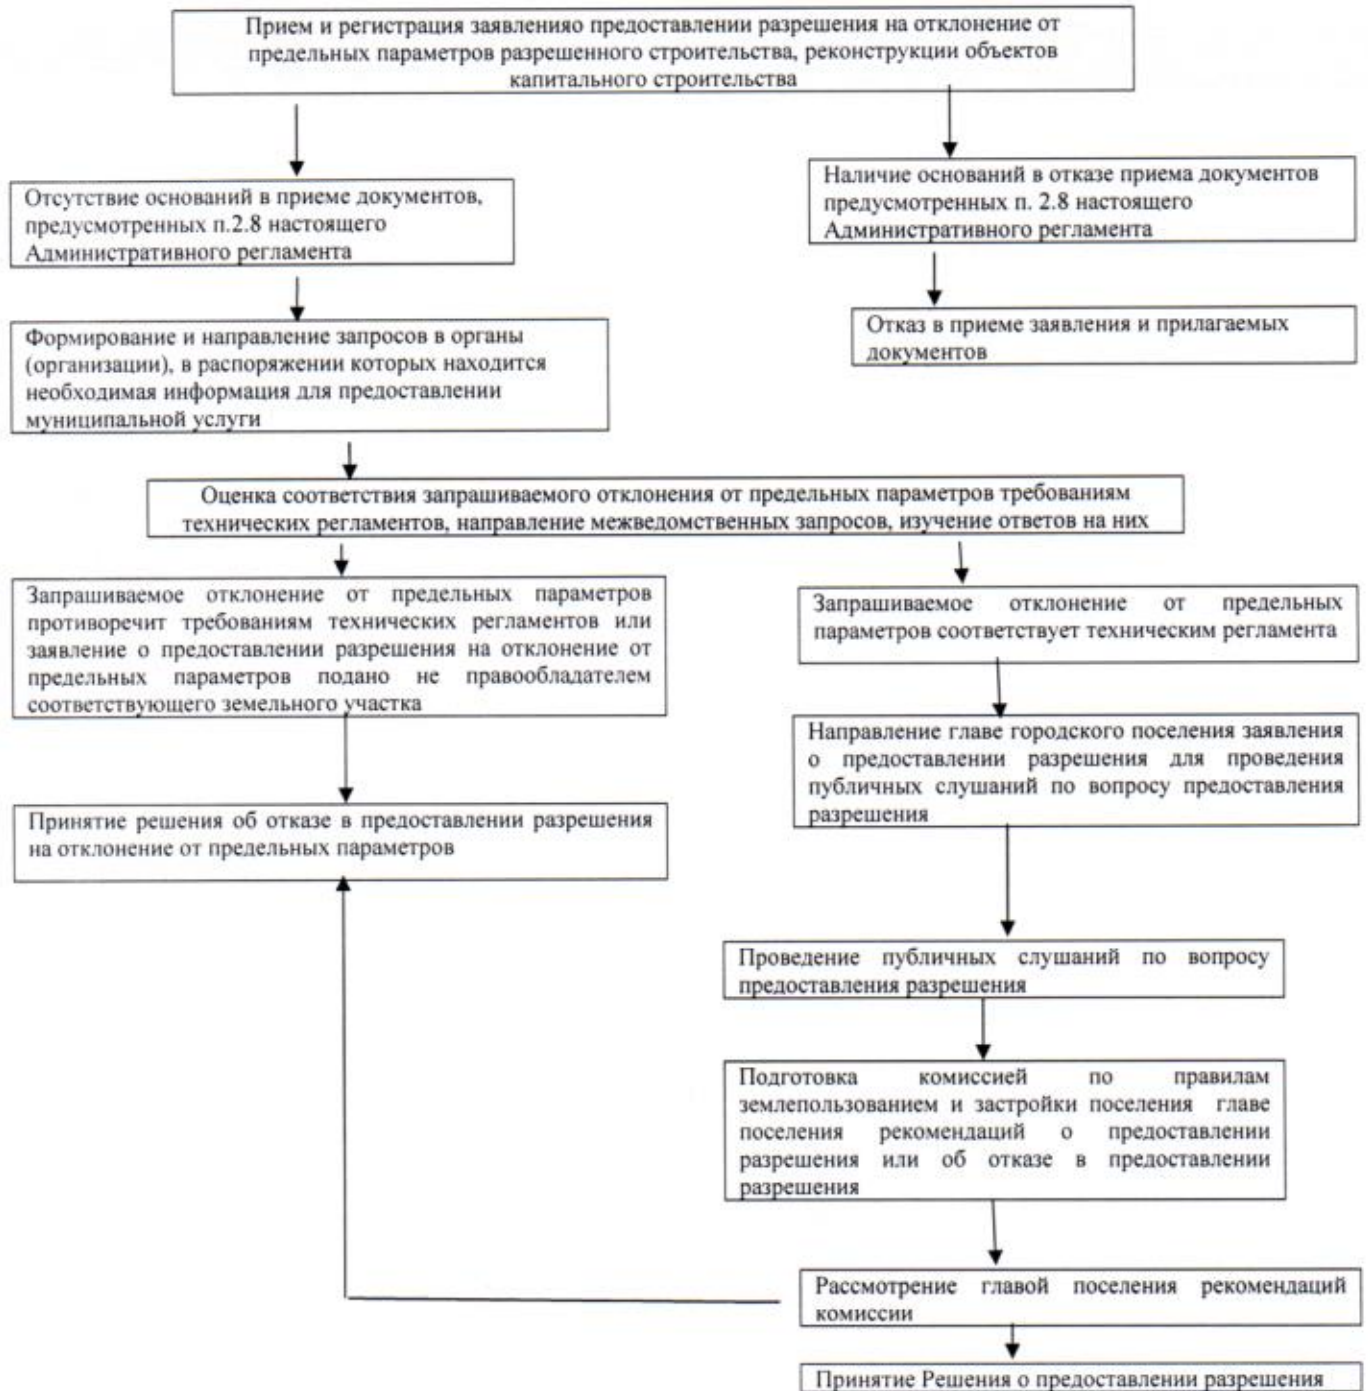 Прием и регистрация заявленияо предоставлении разрешения на отклонение от
предельных параметров разрешенного строительства, реконструкции объектов
капитального строительства
Отсутствие оснований в приеме документов,
предусмотренных п.2.8 настоящего
Административного регламента
Наличие оснований в отказе приема документов
предусмотренных п. 2.8 настоящего
Административного регламента
Формирование и направление запросов в органы
(организации), в распоряжении которых находится
необходимая информация для предоставлении
муниципальной услуги
Отказ в приеме заявления и прилагаемых
документов
Оценка соответствия запрашиваемого отклонения от предельных параметров требованиям
технических регламентов, направление межведомственных запросов, изучение ответов на них
Запрашиваемое отклонение от предельных параметров
противоречит требованиям технических регламентов или
заявление о предоставлении разрешения на отклонение от
предельных параметров подано не правообладателем
соответствующего земельного участка
Запрашиваемое отклонение от предельных
параметров соответствует техническим регламента
Направление главе городского поселения заявления
о предоставлении разрешения для проведения
публичных слушаний по вопросу предоставления
разрешения
Принятие решения об отказе в предоставлении разрешения
на отклонение от предельных параметров
Проведение публичных слушаний по вопросу
предоставления разрешения
Подготовка комиссией по правилам
землепользованием и застройки поселения главе
поселения рекомендаций о предоставлении
разрешения или об отказе в предоставлении
разрешения
Рассмотрение главой поселения рекомендаций
комиссии
Принятие Решения о предоставлении разрешения